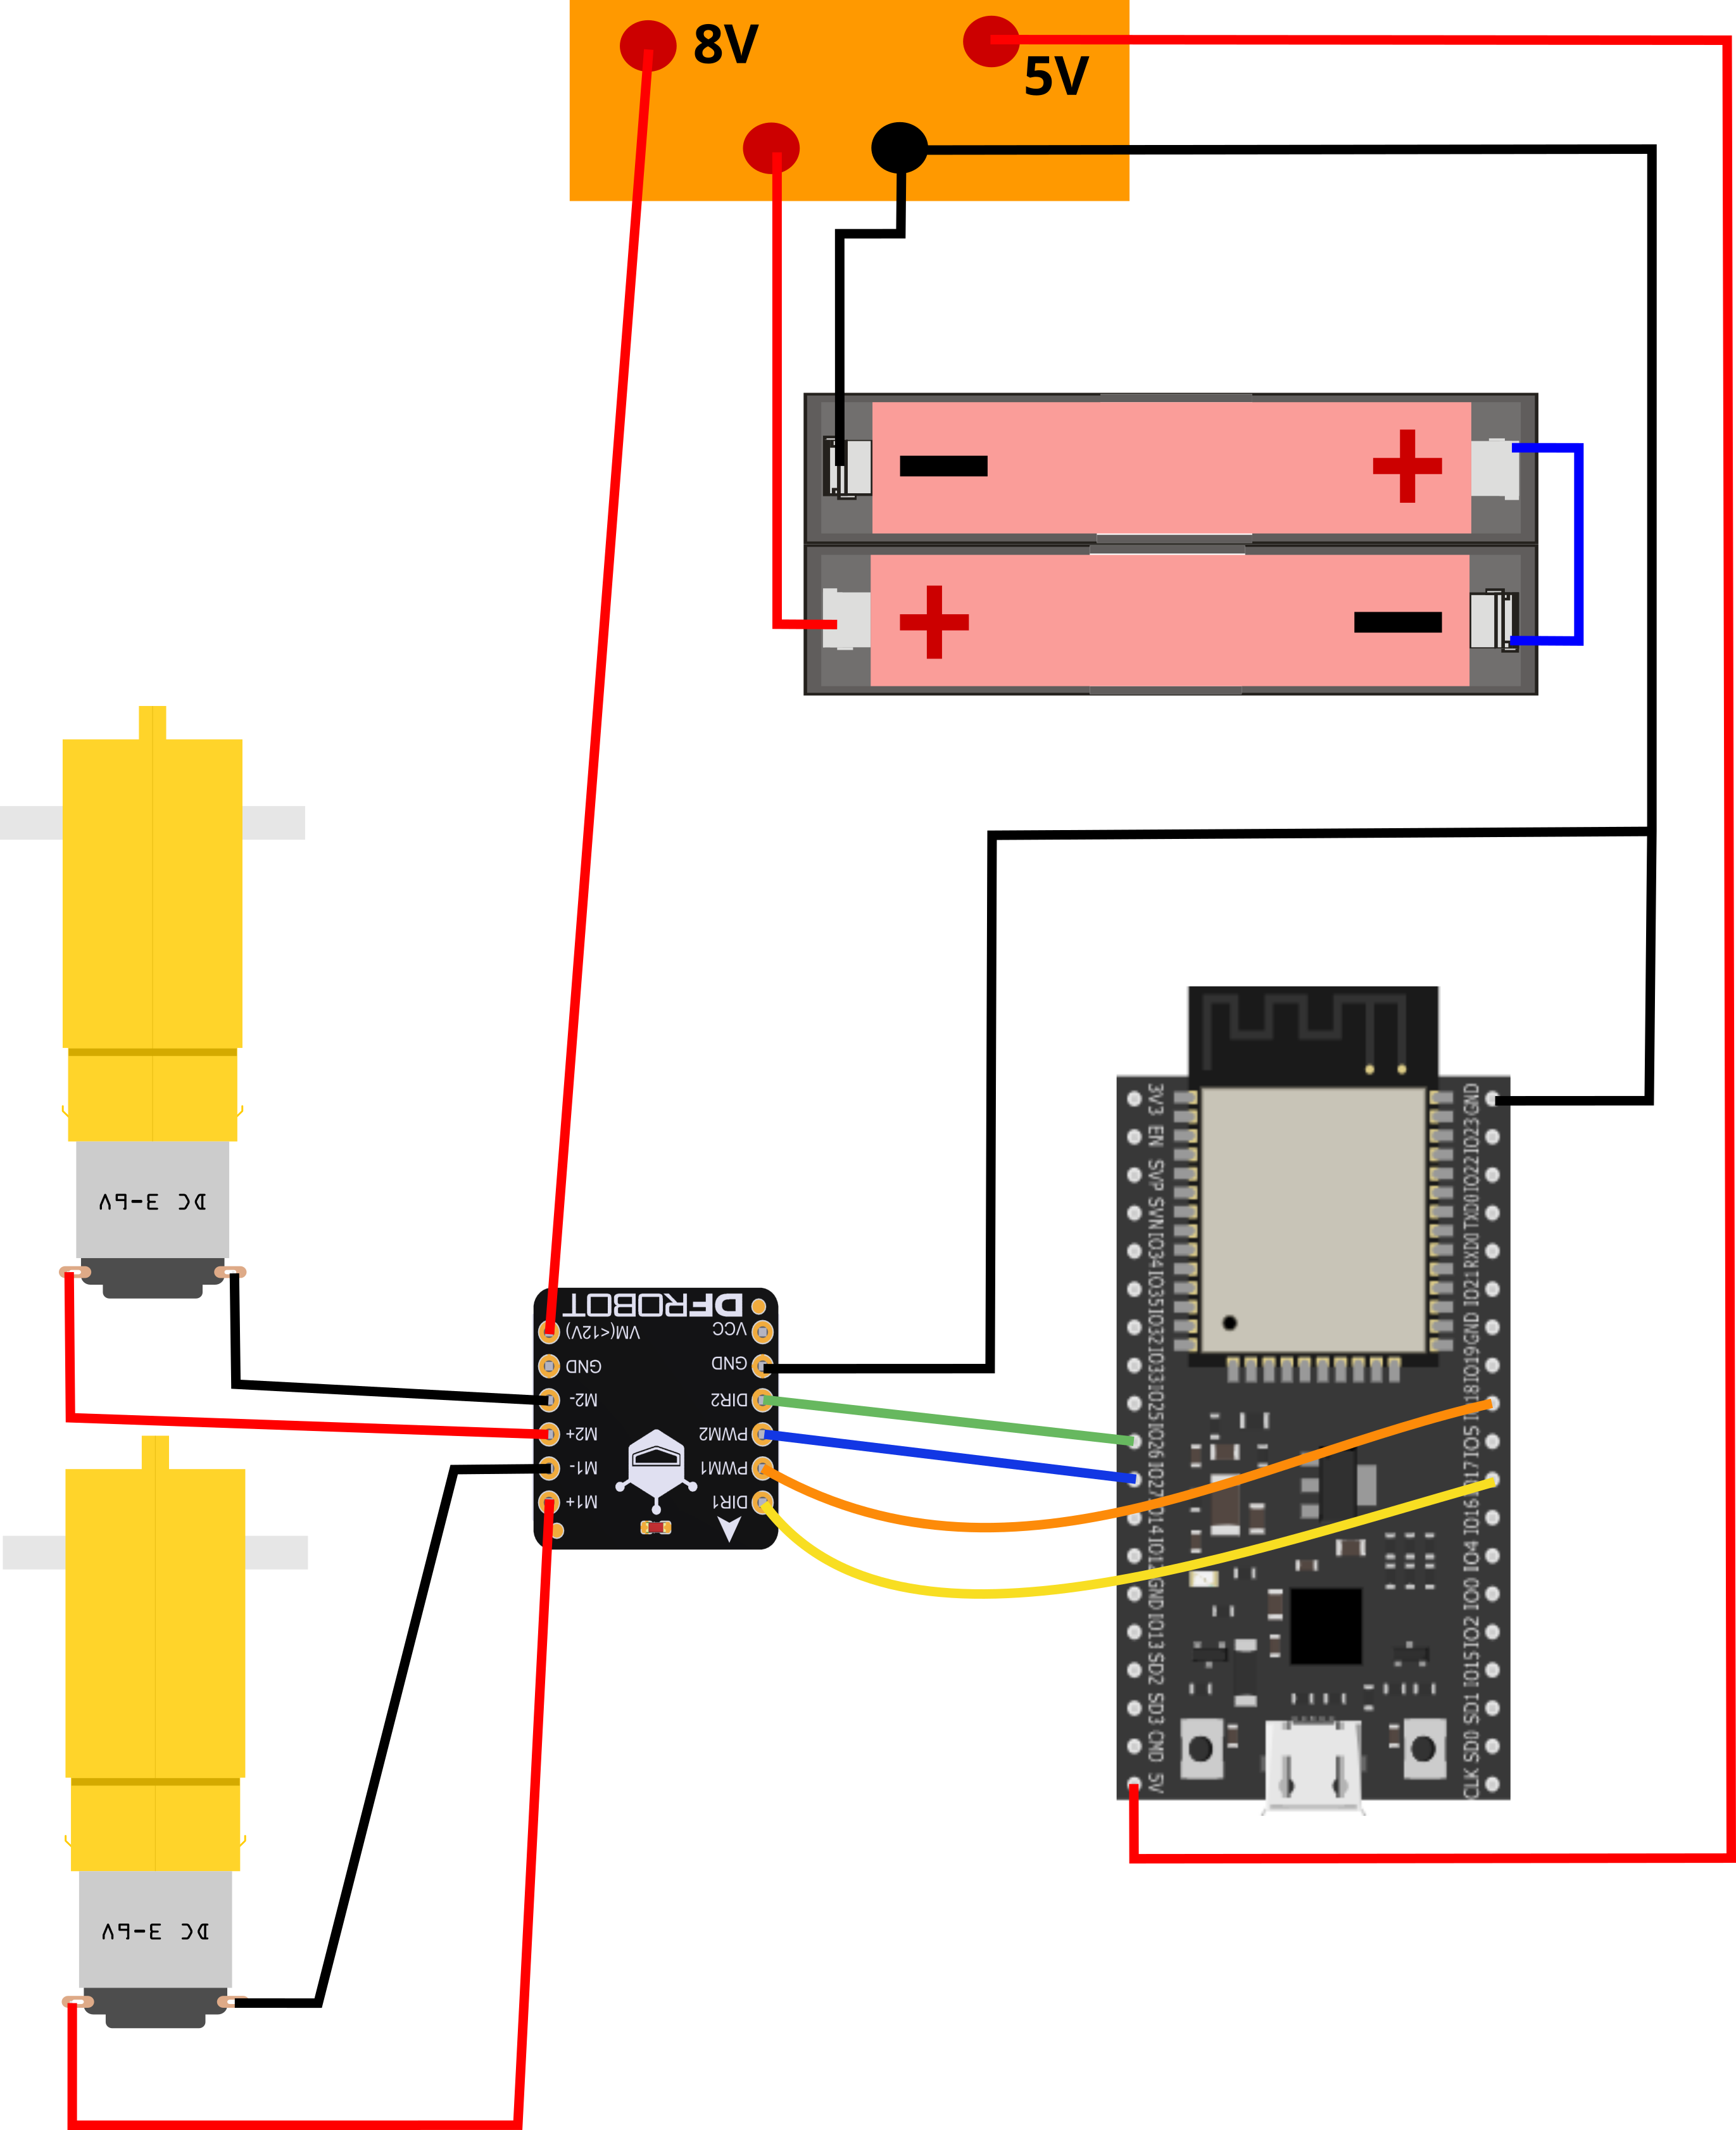 8V
5V
DC 3-6V
DFROBOT
VM(<12V)
VCC
GND
GND
M2-
DIR2
M2+
PWM2
M1-
PWM1
M1+
DIR1
3V3 EN SVP SVN IO34 IO35 IO32 IO33 IO25 IO26 IO27 IO14 GND IO13 SD2 SD3 CMD 5V
GND IO23 IO22 TXD0 RXD0 IO21 GND IO19 IO5 IO16 IO4 IO0 IO2 IO15 SD1 SD0 CLK
DC 3-6V